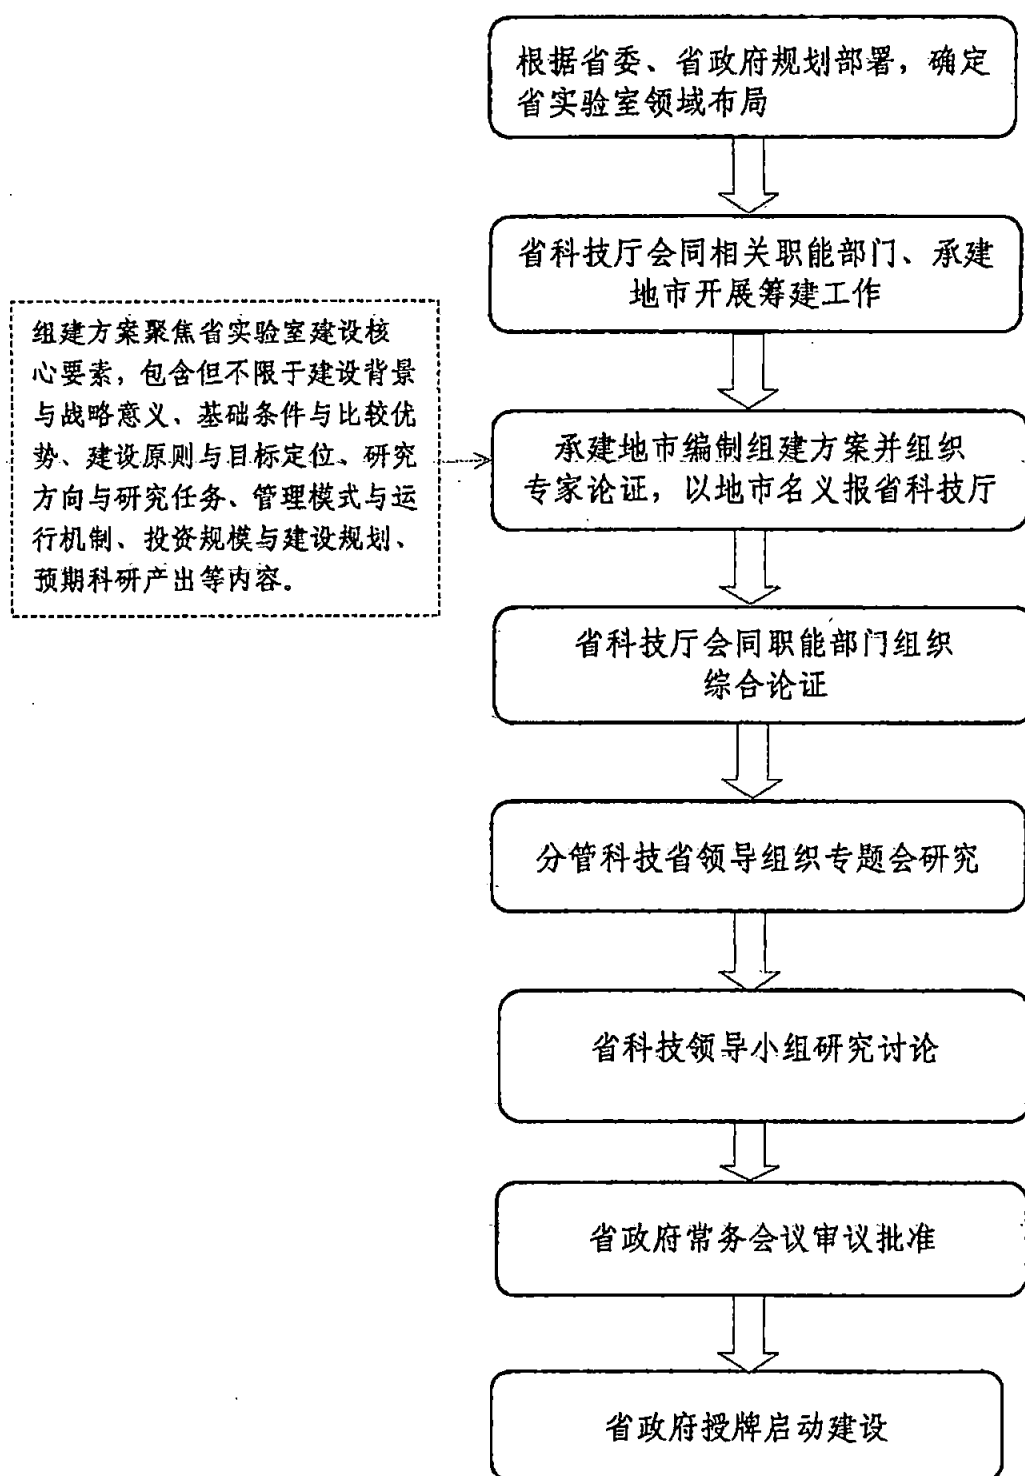 根据省委、省政府规划部署，确定
省实验室领域布局
省科技厅会同相关职能部门、承建
地市开展筹建工作
组建方案聚焦省实验室建设核
心要素，包含但不限于建设背景
与战略意义、基础条件与比较优
势、建设原则与目标定位、研究
方向与研究任务、管理模式与运
行机制、投资规模与建设规划、
预期科研产出等内容。
承建地市编制组建方案并组织
专家论证，以地市名义报省科技厅
省科技厅会同职能部门组织
综合论证
分管科技省领导组织专题会研究
省科技领导小组研究讨论
省政府常务会议审议批准
省政府授牌启动建设